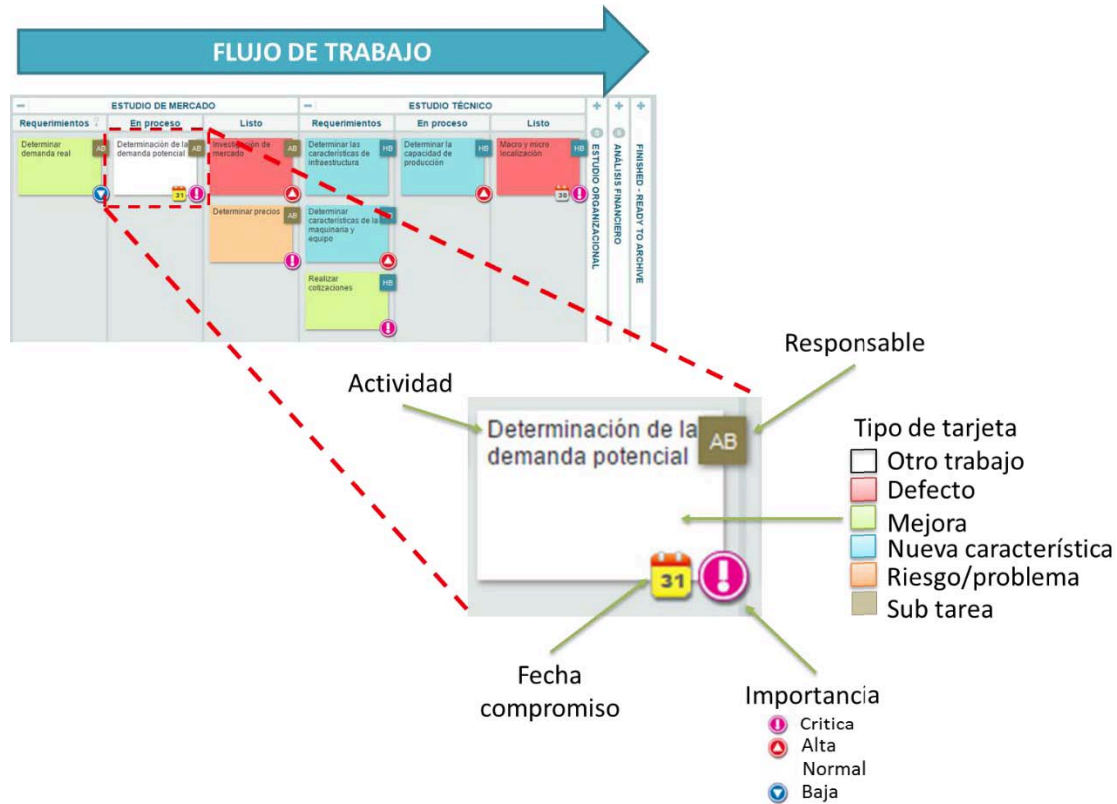 FLUJO DE TRABAJO
ESTUDIO DE MERCADO
ESTUDIO TÉCNICO
Requerimientos
En proceso
Listo
Requerimientos
En proceso
Listo
Determinar
demanda real
AB
Determinación de la
demanda potencial
AB
31
Investigación de
mercado
AB
Determinar precios
AB
Determinar las
características de
infraestructura
HB
Determinar
características de la
maquinaria y
equipo
HB
Realizar
cotizaciones
HB
Determinar la
capacidad de
producción
HB
Macro y micro
localización
HB
30
ESTUDIO ORGANIZACIONAL
ANÁLISIS FINANCIERO
FINISHED - READY TO ARCHIVE
Actividad
Responsable
Determinación de la
demanda potencial
AB
31
Tipo de tarjeta
Otro trabajo
Defecto
Mejora
Nueva característica
Riesgo/problema
Sub tarea
Fecha
compromiso
Importancia
Critica
Alta
Normal
Baja